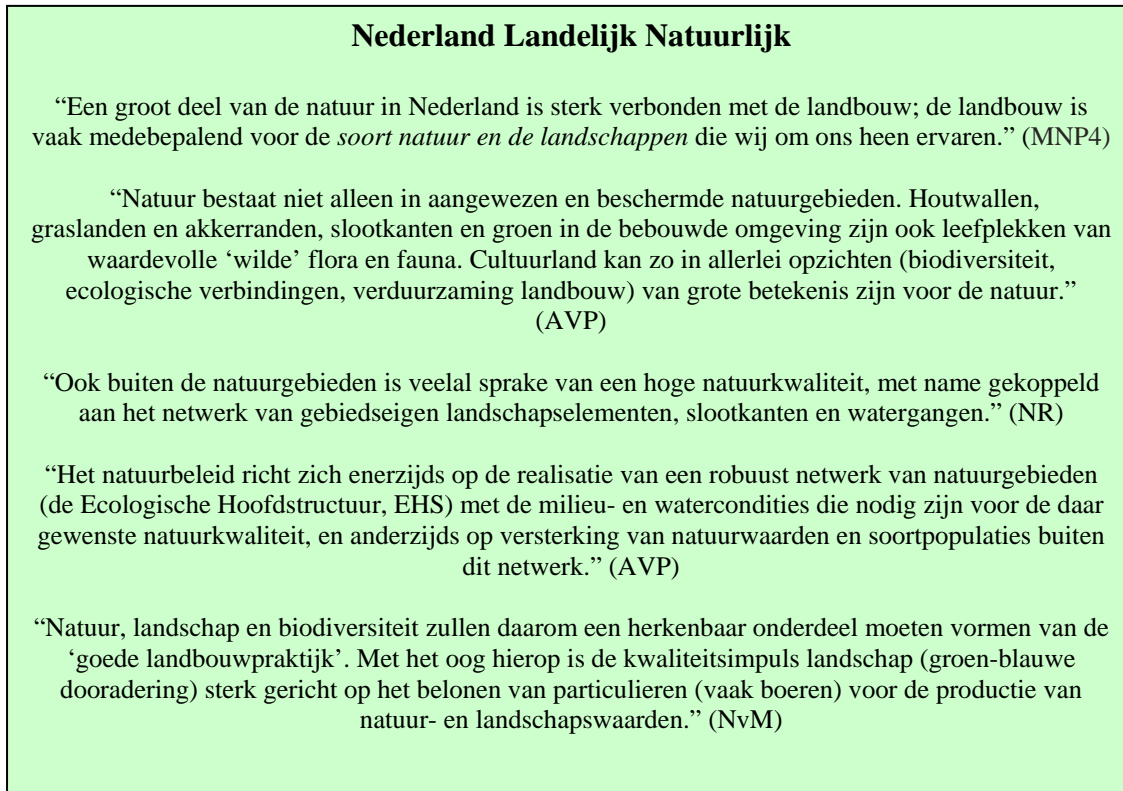 Nederland Landelijk Natuurlijk
“Een groot deel van de natuur in Nederland is sterk verbonden met de landbouw; de landbouw is
vaak medebepalend voor de soort natuur en de landschappen die wij om ons heen ervaren.” (MNP4)
“Natuur bestaat niet alleen in aangewezen en beschermde natuurgebieden. Houtwallen,
graslanden en akkerranden, slootkanten en groen in de bebouwde omgeving zijn ook leefplekken van
waardevolle ‘wilde’ flora en fauna. Cultuurland kan zo in allerlei opzichten (biodiversiteit,
ecologische verbindingen, verduurzaming landbouw) van grote betekenis zijn voor de natuur.”
(AVP)
“Ook buiten de natuurgebieden is veelal sprake van een hoge natuurkwaliteit, met name gekoppeld
aan het netwerk van gebiedseigen landschapselementen, slootkanten en watergangen.” (NR)
“Het natuurbeleid richt zich enerzijds op de realisatie van een robuust netwerk van natuurgebieden
(de Ecologische Hoofdstructuur, EHS) met de milieu- en watercondities die nodig zijn voor de daar
gewenste natuurkwaliteit, en anderzijds op versterking van natuurwaarden en soortpopulaties buiten
dit netwerk.” (AVP)
“Natuur, landschap en biodiversiteit zullen daarom een herkenbaar onderdeel moeten vormen van de
‘goede landbouwpraktijk’. Met het oog hierop is de kwaliteitsimpuls landschap (groen-blauwe
dooradering) sterk gericht op het belonen van particulieren (vaak boeren) voor de productie van
natuur- en landschapswaarden.” (NvM)